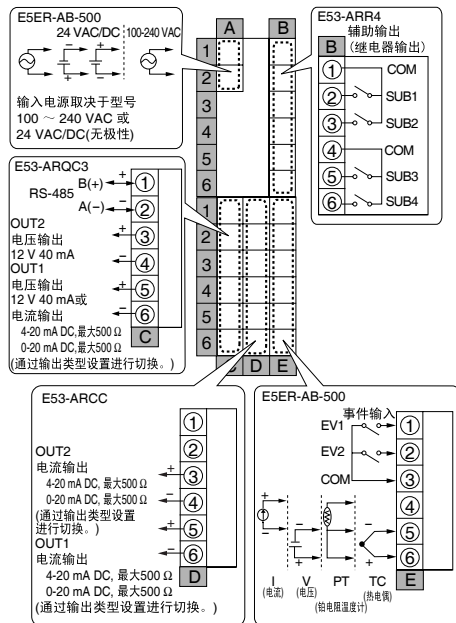 E5ER-AB-500
24 VAC/DC 100-240 VAC
输入电源取决于型号
100 ～ 240 VAC 或
24 VAC/DC(无极性)
A
B
1
2
3
4
5
6
1
2
3
4
5
6
C D E
E53-ARR4
辅助输出
(继电器输出)
B
① COM
② SUB1
③ SUB2
④ COM
⑤ SUB3
⑥ SUB4
E53-ARQC3
RS-485
B(+) + ①
A(−) − ②
OUT2
电压输出
12 V 40 mA
+ ③
− ④
OUT1
电压输出
12 V 40 mA或
电流输出
+ ⑤
− ⑥
4-20 mA DC,最大500 Ω
0-20 mA DC,最大500 Ω
(通过输出类型设置进行切换。)
C
E53-ARCC
①
②
OUT2
电流输出
4-20 mA DC, 最大500 Ω
0-20 mA DC, 最大500 Ω
(通过输出类型设置
进行切换。)
+ ③
− ④
+ ⑤
− ⑥
OUT1
电流输出
4-20 mA DC, 最大500 Ω
0-20 mA DC, 最大500 Ω
(通过输出类型设置进行切换。)
D
E5ER-AB-500
事件输入
EV1 ①
EV2 ②
COM ③
④
⑤
⑥
E
I V PT TC
(电流) (电压) (铂电阻温度计) (热电偶)